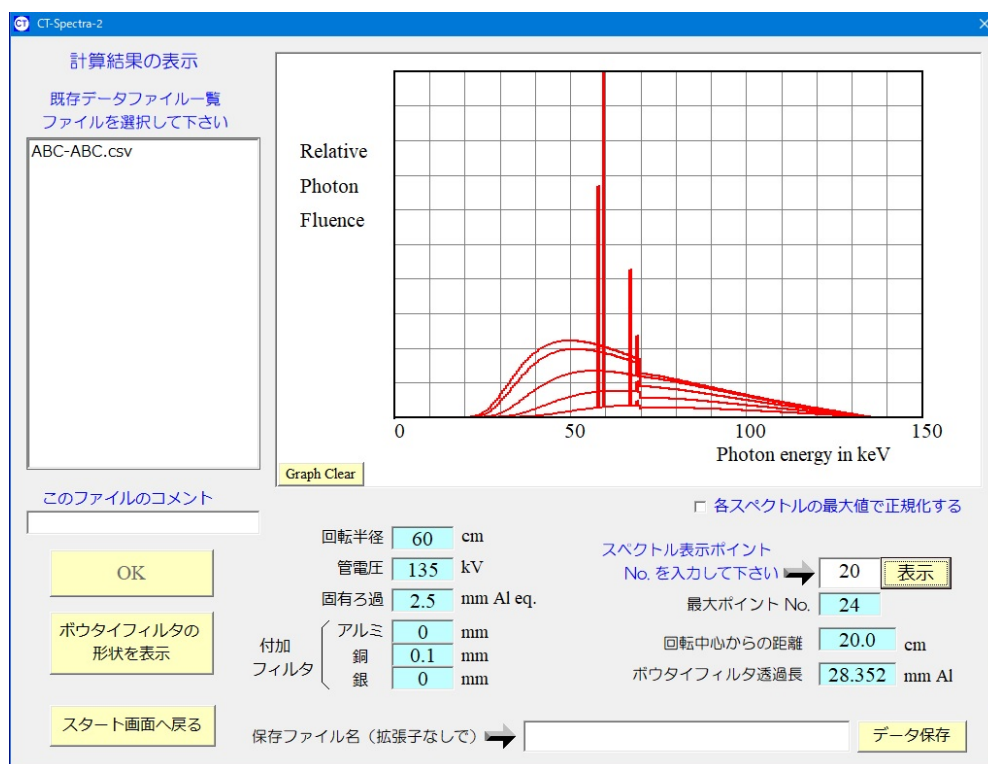 CT CT-Spectra-2
計算結果の表示
既存データファイル一覧
ファイルを選択して下さい
ABC-ABC.csv
Relative
Photon
Fluence
0 50 100 150
Photon energy in keV
Graph Clear
このファイルのコメント
OK
ボウタイフィルタの
形状を表示
スタート画面へ戻る
回転半径 60 cm
管電圧 135 kV
固有ろ過 2.5 mm Al eq.
付加
フィルタ
アルミ 0 mm
銅 0.1 mm
銀 0 mm
各スペクトルの最大値で正規化する
スペクトル表示ポイント
No. を入力して下さい 20 表示
最大ポイント No. 24
回転中心からの距離 20.0 cm
ボウタイフィルタ透過長 28.352 mm Al
保存ファイル名（拡張子なしで） データ保存